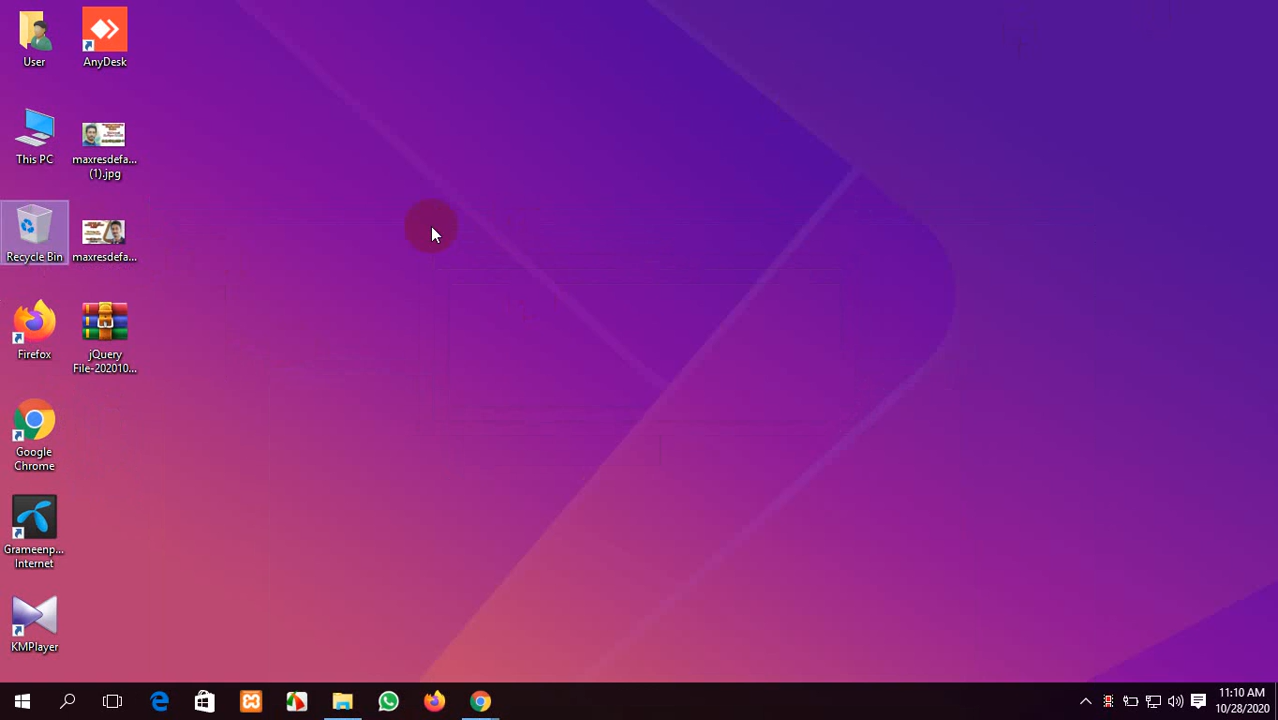 User
AnyDesk
This PC
maxresdefa...
(1).jpg
Recycle Bin
maxresdefa...
Firefox
jQuery
File-202010...
Google
Chrome
Grameenp...
Internet
KMPlayer
11:10 AM
10/28/2020